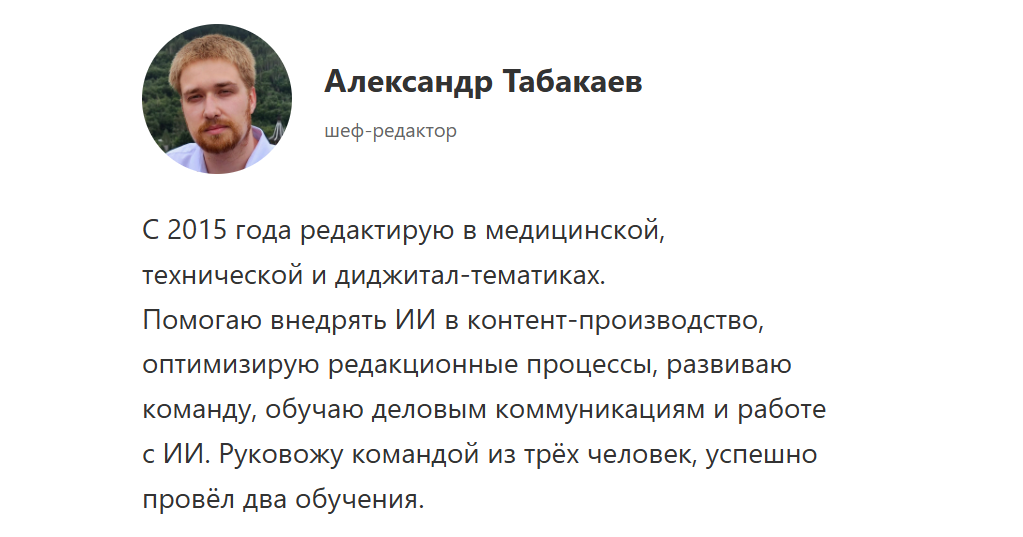 Александр Табакаев
шеф-редактор
С 2015 года редактирую в медицинской,
технической и диджитал-тематиках.
Помогаю внедрять ИИ в контент-производство,
оптимизирую редакционные процессы, развиваю
команду, обучаю деловым коммуникациям и работе
с ИИ. Руковожу командой из трёх человек, успешно
провёл два обучения.